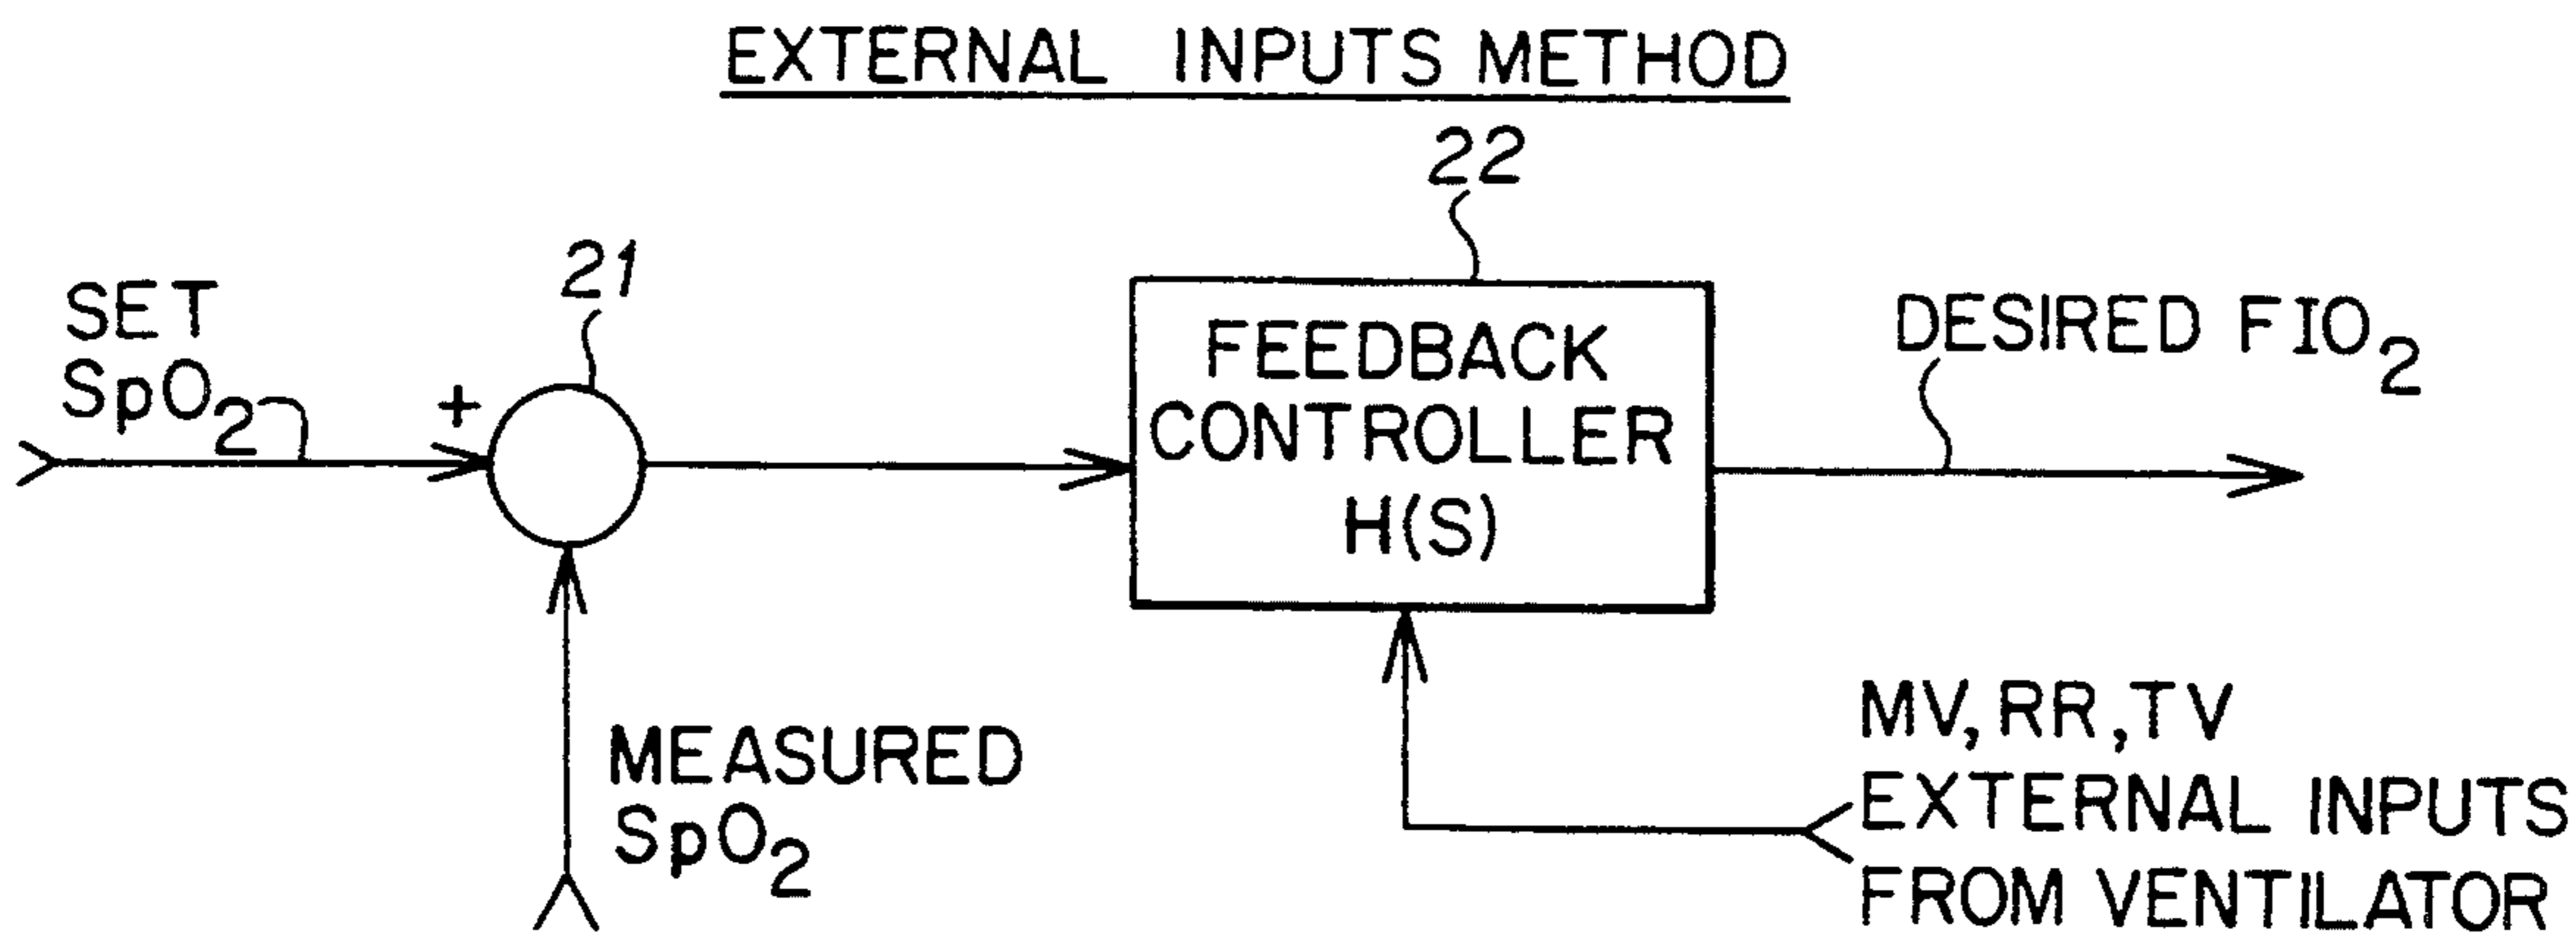 EXTERNAL INPUTS METHOD
22
21
SET
SpO2
+
FEEDBACK
CONTROLLER
H(S)
DESIRED FIO2
MEASURED
SpO2
MV, RR, TV
EXTERNAL INPUTS
FROM VENTILATOR